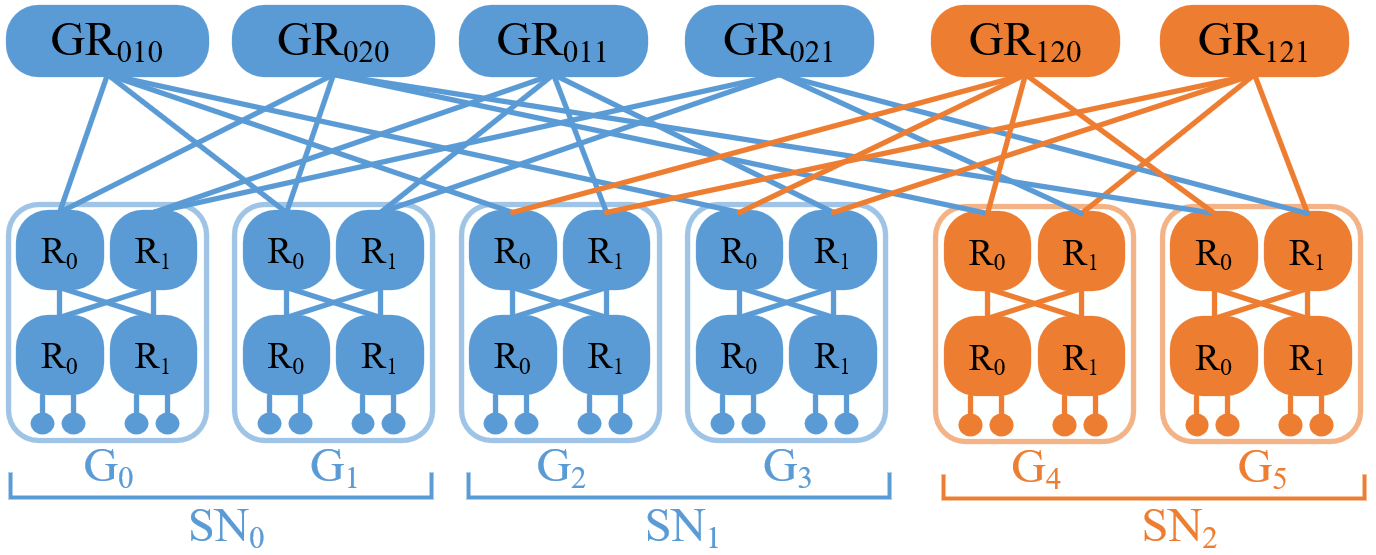 GR₀₁₀ GR₀₂₀ GR₀₁₁ GR₀₂₁ GR₁₂₀ GR₁₂₁
R₀ R₁ R₀ R₁ R₀ R₁ R₀ R₁ R₀ R₁ R₀ R₁
R₀ R₁ R₀ R₁ R₀ R₁ R₀ R₁ R₀ R₁ R₀ R₁
G₀ G₁ G₂ G₃ G₄ G₅
SN₀ SN₁ SN₂